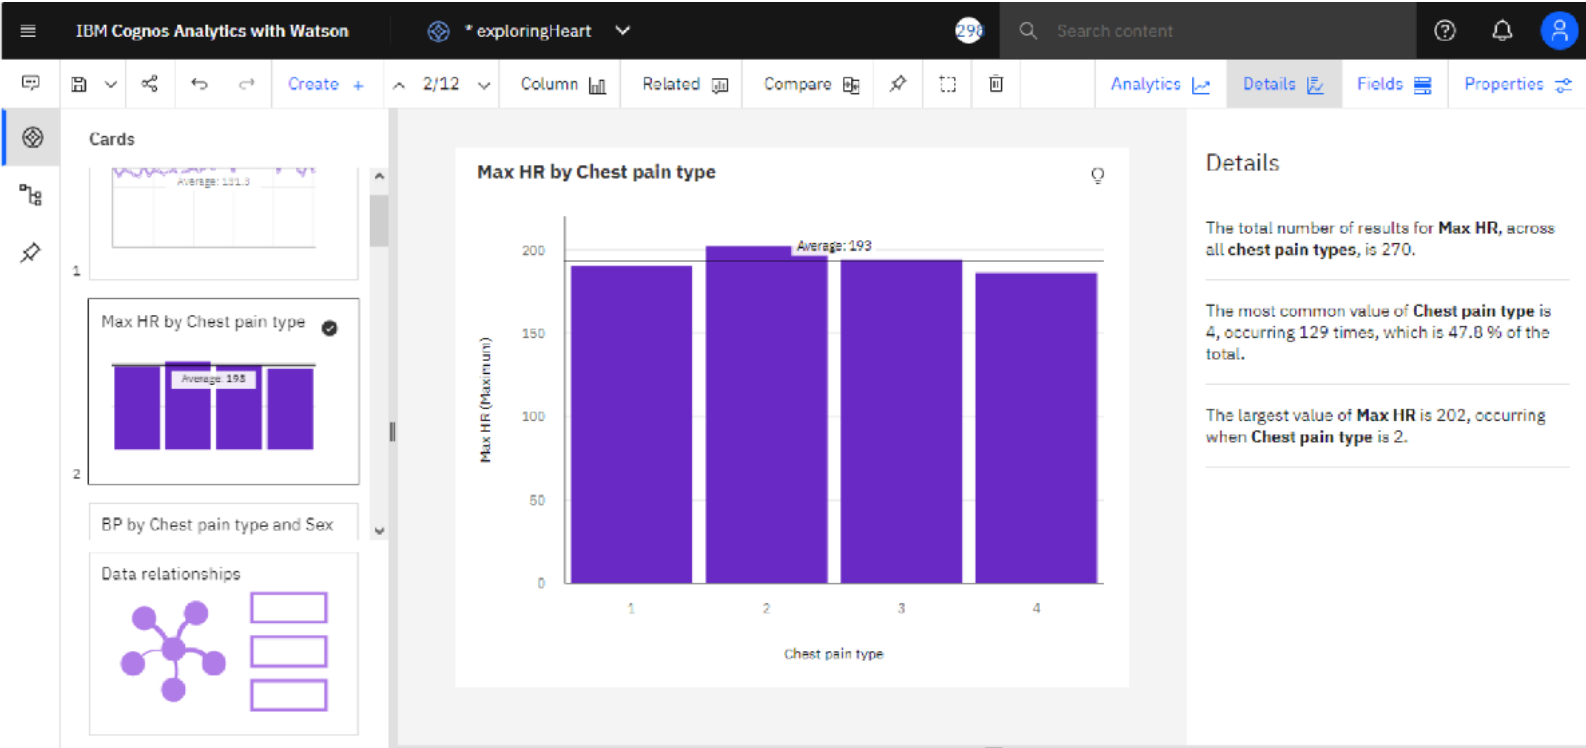 IBM Cognos Analytics with Watson
* exploringHeart
298
Search content
Create +
2/12
Column
Related
Compare
Analytics
Details
Fields
Properties
Cards
Average: 131.3
1
Max HR by Chest pain type
Average: 193
2
BP by Chest pain type and Sex
Data relationships
Max HR by Chest pain type
Average: 193
200
150
100
50
0
Max HR (Maximum)
1 2 3 4
Chest pain type
Details
The total number of results for Max HR, across
all chest pain types, is 270.
The most common value of Chest pain type is
4, occurring 129 times, which is 47.8 % of the
total.
The largest value of Max HR is 202, occurring
when Chest pain type is 2.